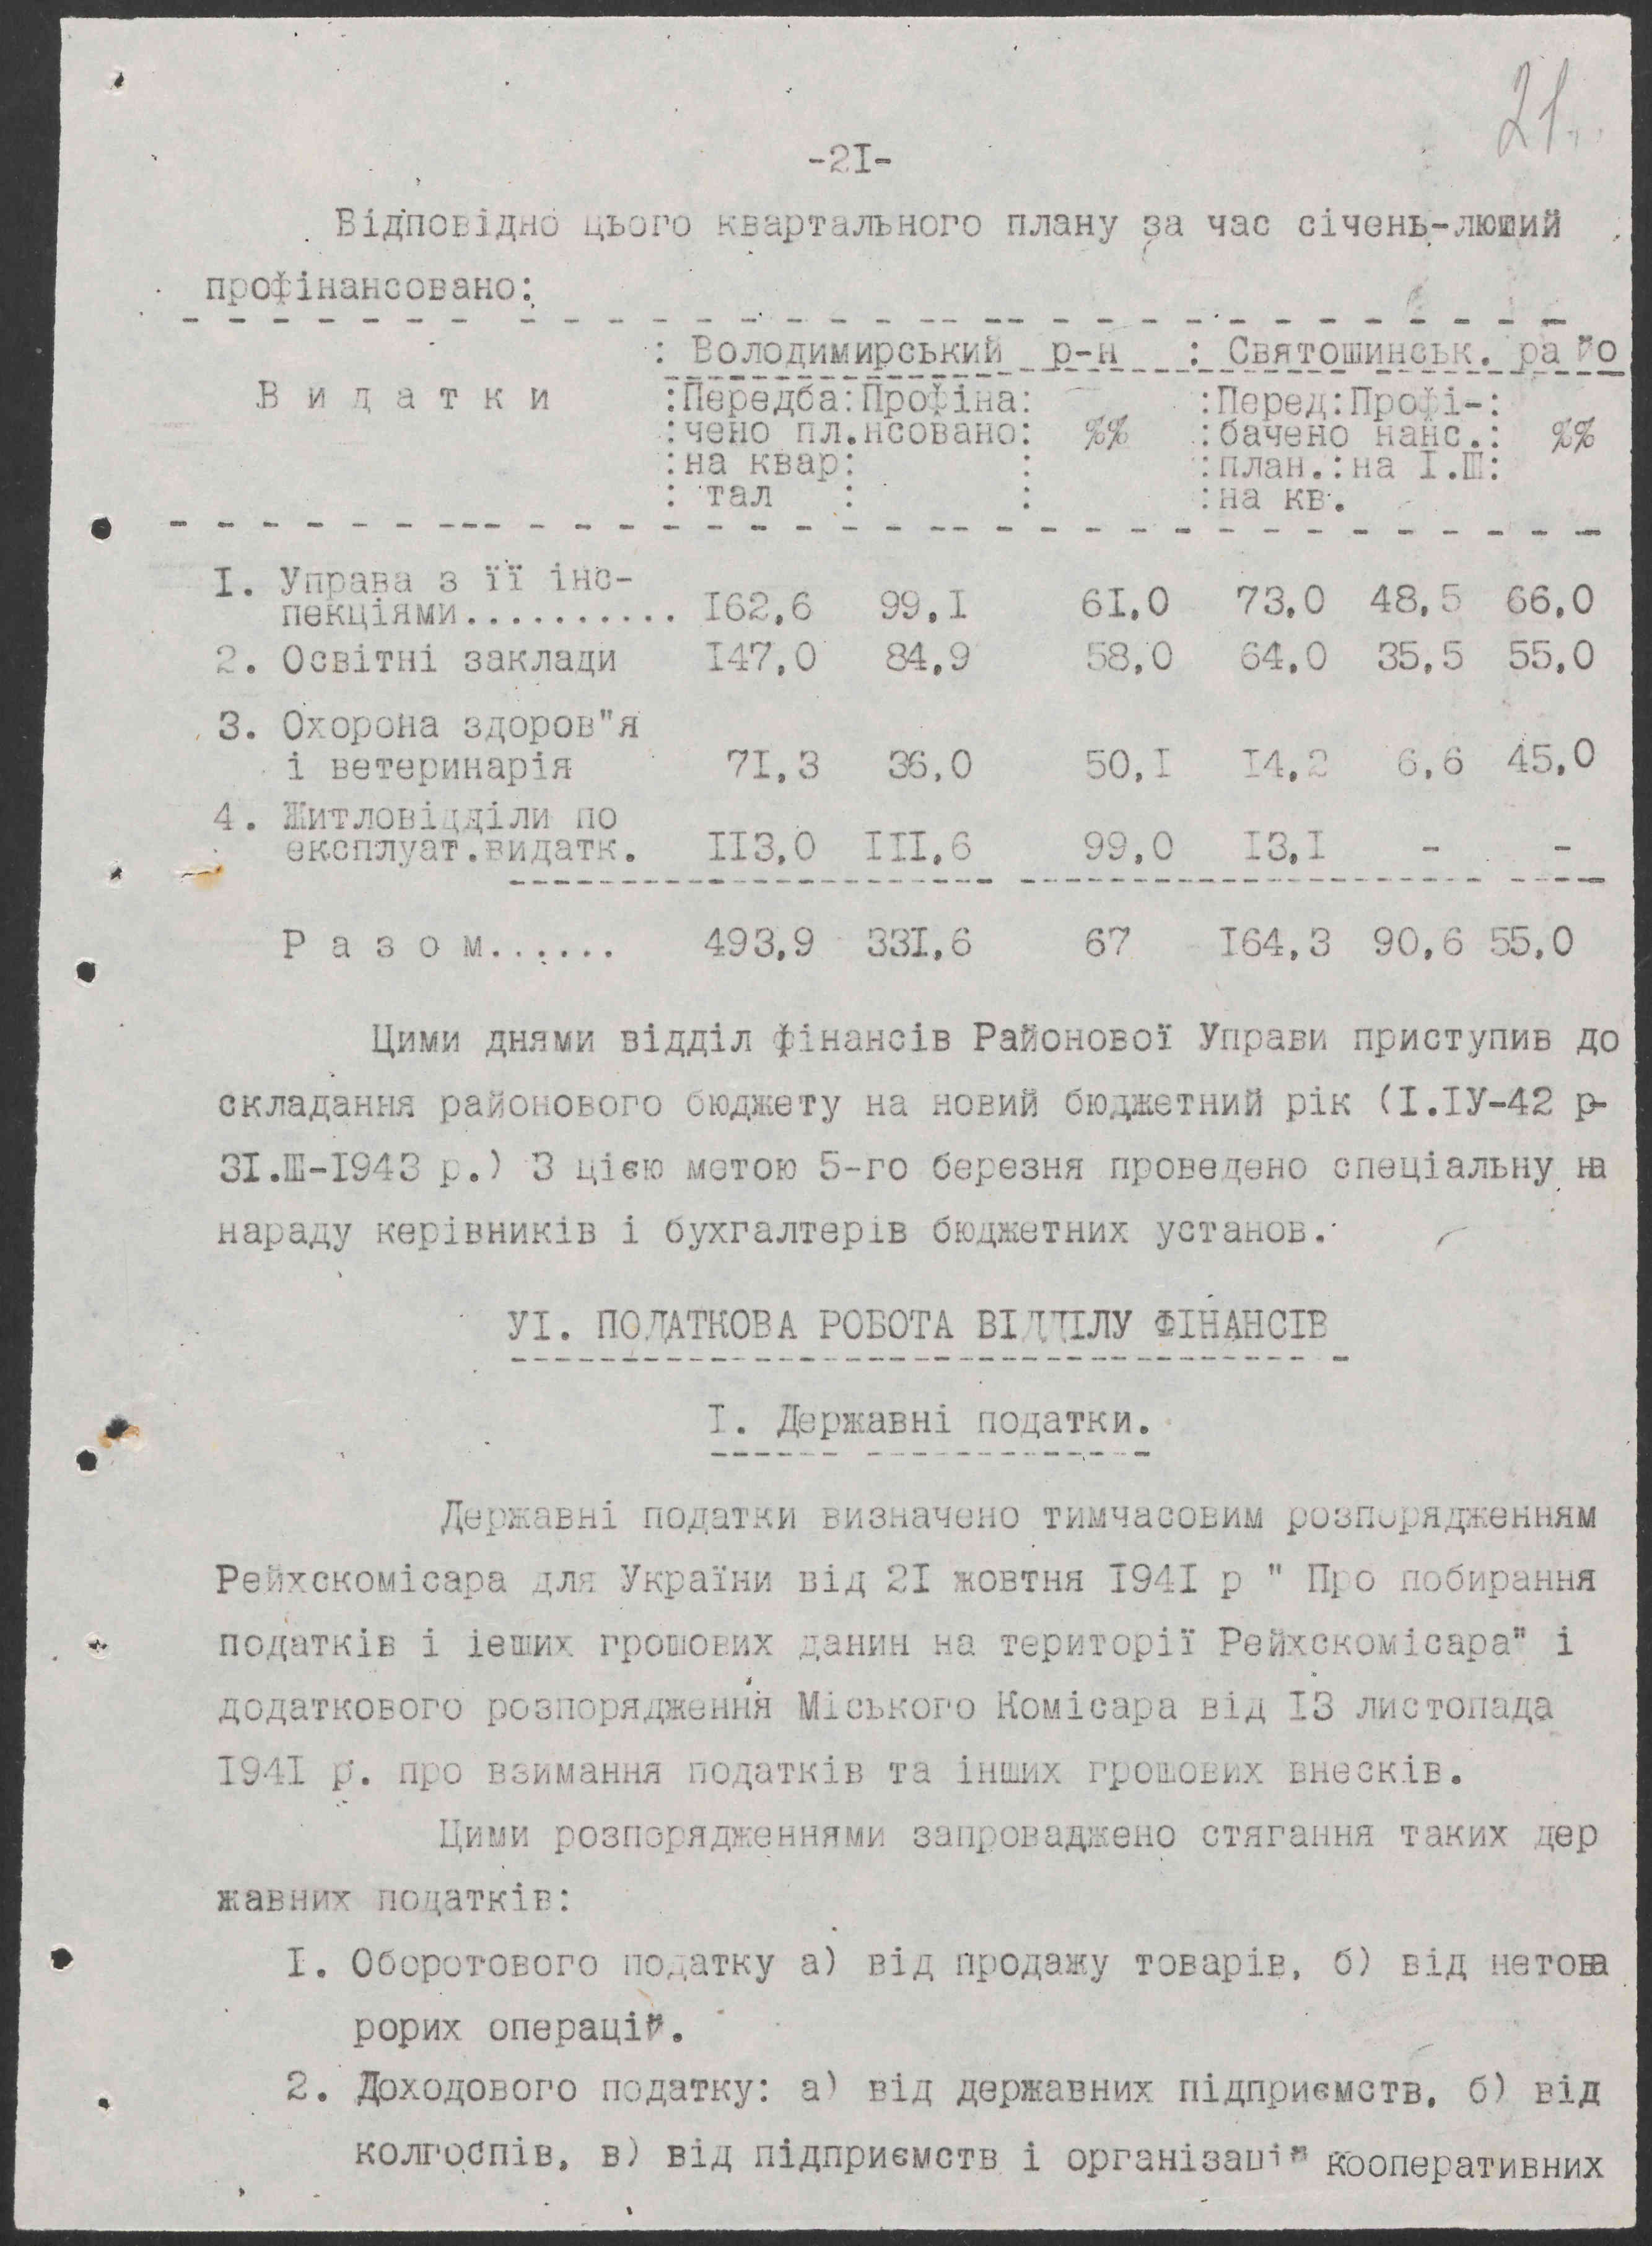 21.
-2I-
Відповідно цього квартального плану за час січень-люший
профінансовано:
: Володимирський р-н : Святошинськ. райо
В и д а т к и :Передба:Профіна: :Перед:Профі-:
:чено пл.нсовано: %% :бачено нанс.: %%
:на квар: : :план.:на I.Ш:
: тал : : :на кв.
I. Управа з її інс-
пекціями.......... I62,6 99,I 6I,0 73,0 48,5 66,0
2. Освітні заклади I47,0 84,9 58,0 64,0 35,5 55,0
3. Охорона здоров"я
і ветеринарія 7I,3 36,0 50,I I4,2 6,6 45,0
4. Житловідділи по
експлуат.видатк. II3,0 III,6 99,0 I3,I - -
Р а з о м...... 493,9 33I,6 67 I64,3 90,6 55,0
Цими днями відділ фінансів Районової Управи приступив до
складання районового бюджету на новий бюджетний рік (I.IУ-42 р-
3I.Ш-I943 р.) З цією метою 5-го березня проведено спеціальну на
нараду керівників і бухгалтерів бюджетних установ.
УI. ПОДАТКОВА РОБОТА ВІДДІЛУ ФІНАНСІВ
I. Державні податки.
Державні податки визначено тимчасовим розпорядженням
Рейхскомісара для України від 2I жовтня I94I р " Про побирання
податків і іеших грошових данин на території Рейхскомісара" і
додаткового розпорядження Міського Комісара від I3 листопада
I94I р. про взимання податків та інших грошових внесків.
Цими розпорядженнями запроваджено стягання таких дер
жавних податків:
I. Оборотового податку а) від продажу товарів, б) від нетова
рорих операцій.
2. Доходового податку: а) від державних підприємств, б) від
колгоспів, в) від підприємств і організацій кооперативних